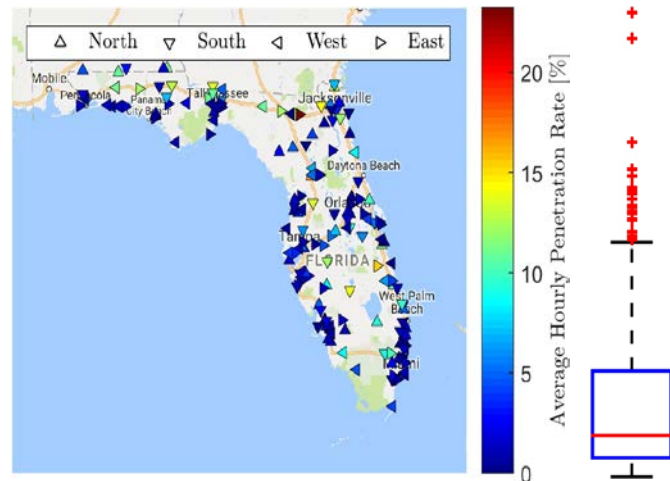 North South West East
Mobile
Pensacola
Panama
City Beach
Tallahassee
Jacksonville
Daytona Beach
Orlando
Tampa
FLORIDA
West Palm
Beach
Miami
20
15
10
5
0
Average Hourly Penetration Rate [%]